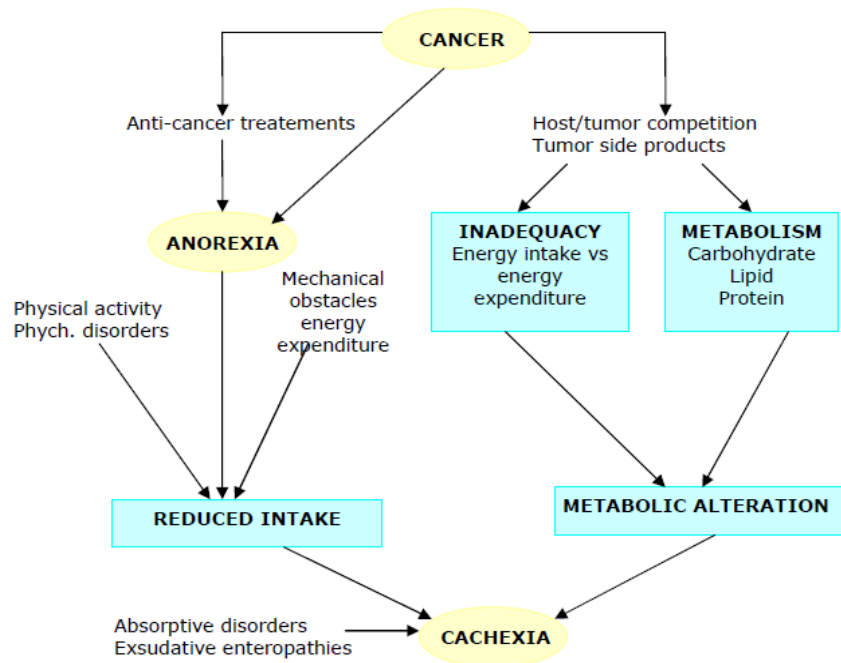 CANCER
Anti-cancer treatements
Host/tumor competition
Tumor side products
ANOREXIA
INADEQUACY
Energy intake vs
energy
expenditure
METABOLISM
Carbohydrate
Lipid
Protein
Physical activity
Phych. disorders
Mechanical
obstacles
energy
expenditure
REDUCED INTAKE
METABOLIC ALTERATION
Absorptive disorders
Exsudative enteropathies
CACHEXIA